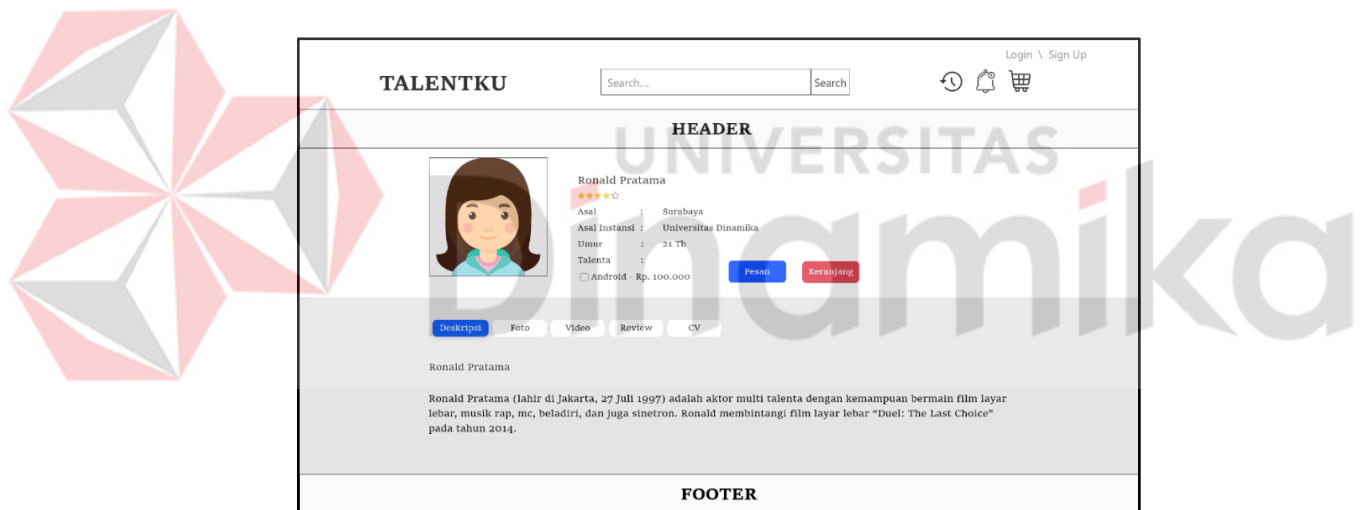 Login \ Sign Up
TALENTKU
Search....
Search
HEADER
UNIVERSITAS
Dinamika
Ronald Pratama
Asal : Surabaya
Asal Instansi : Universitas Dinamika
Umur : 21 Th
Talenta :
Android - Rp. 100.000
Pesan
Keranjang
Deskripsi
Foto
Video
Review
CV
Ronald Pratama
Ronald Pratama (lahir di Jakarta, 27 Juli 1997) adalah aktor multi talenta dengan kemampuan bermain film layar
lebar, musik rap, mc, beladiri, dan juga sinetron. Ronald membintangi film layar lebar “Duel: The Last Choice”
pada tahun 2014.
FOOTER